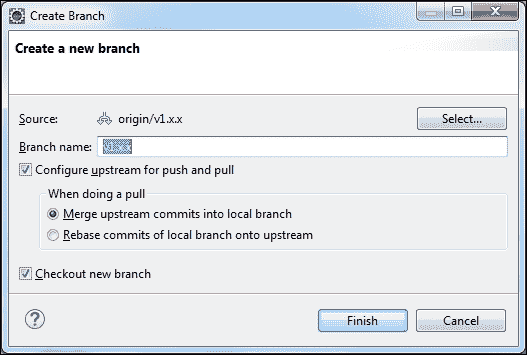 Create Branch
Create a new branch
Source: origin/v1.x.x Select...
Branch name: v1.x.x
Configure upstream for push and pull
When doing a pull
Merge upstream commits into local branch
Rebase commits of local branch onto upstream
Checkout new branch
? Finish Cancel